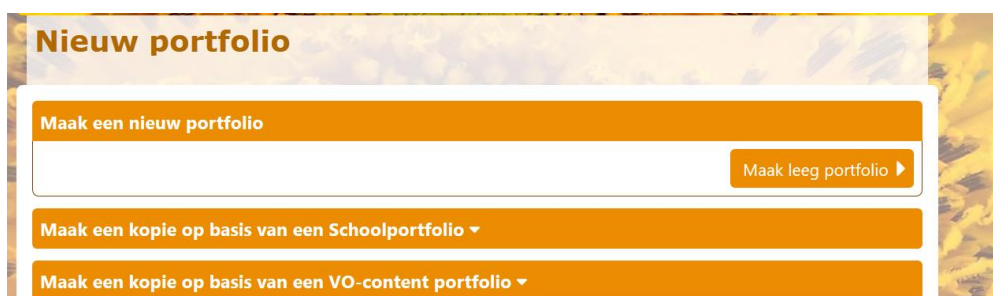 Nieuw portfolio
Maak een nieuw portfolio
Maak leeg portfolio
Maak een kopie op basis van een Schoolportfolio
Maak een kopie op basis van een VO-content portfolio